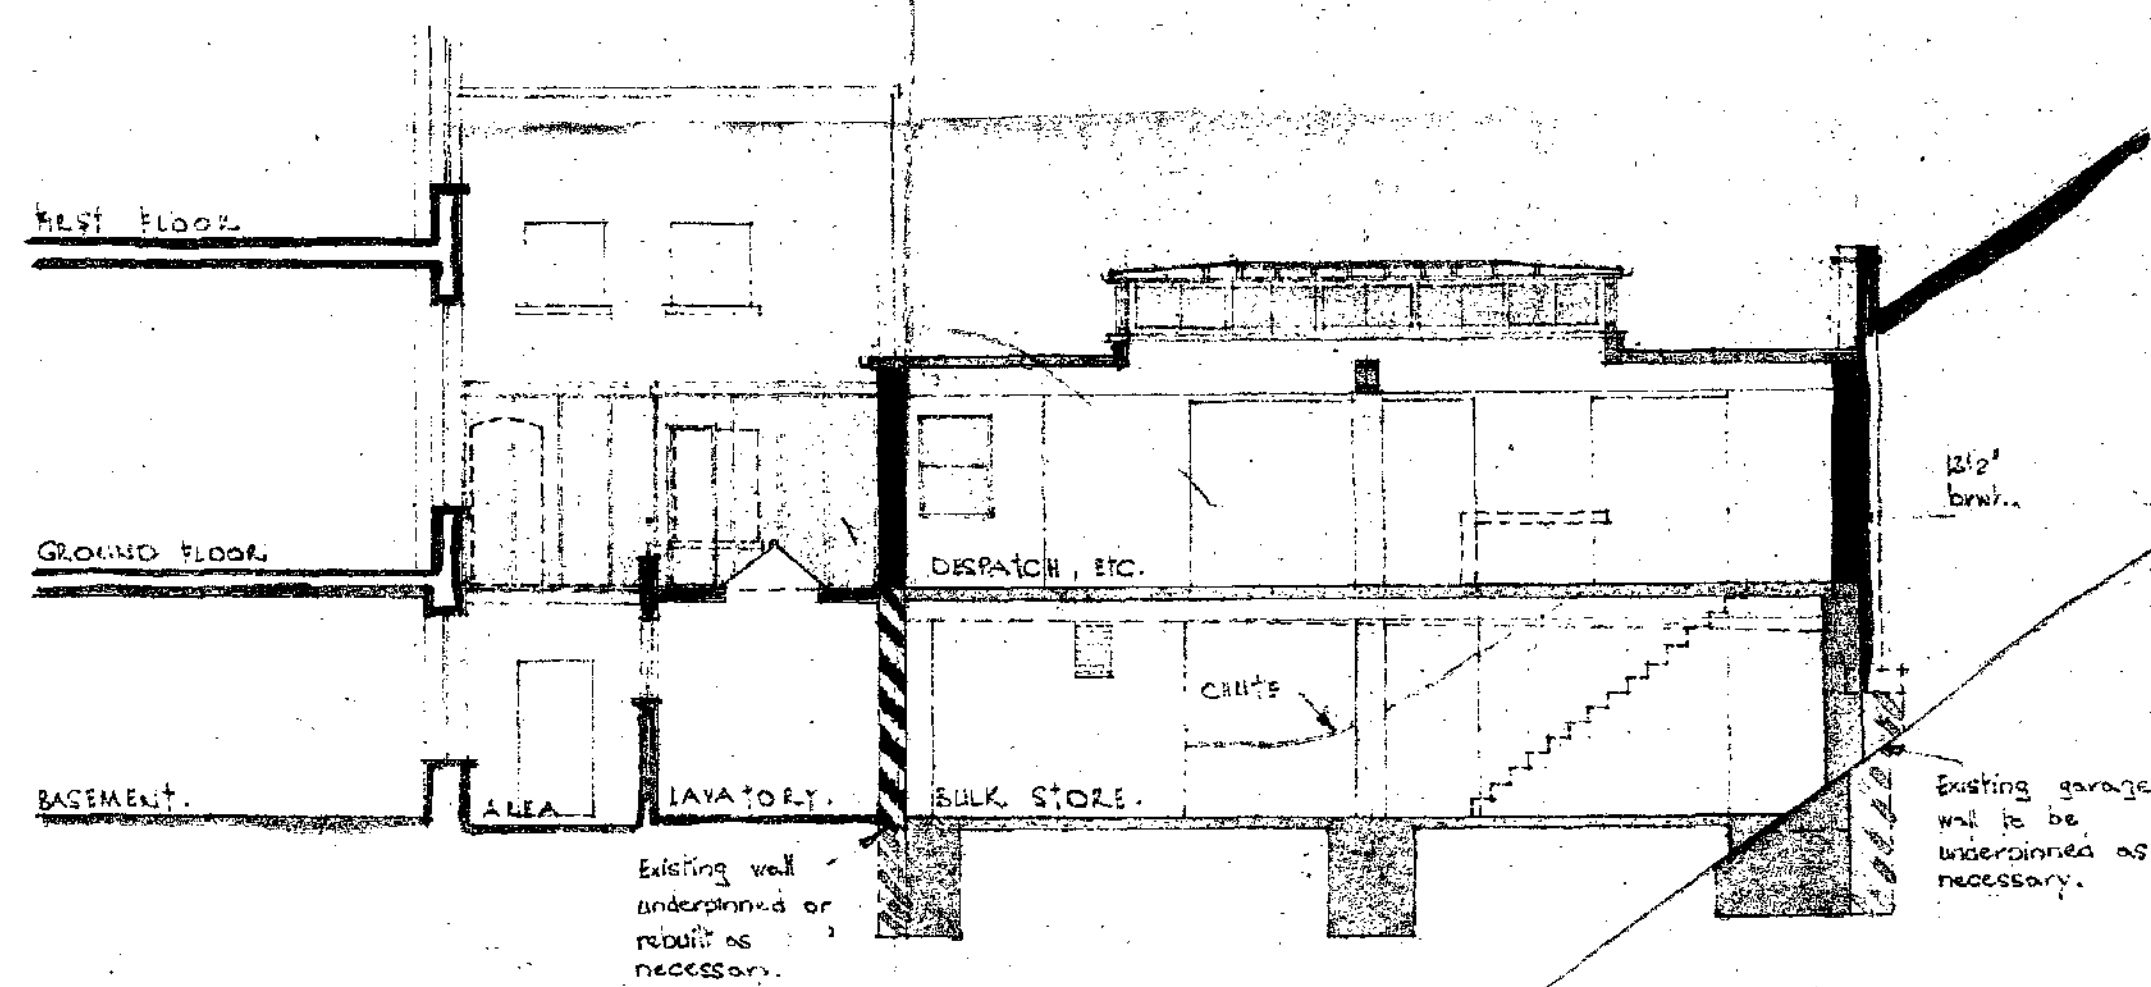 FIRST FLOOR
GROUND FLOOR
DESPATCH, ETC.
13½"
brwk.
CHUTE
BASEMENT.
AREA
LAVATORY.
BULK STORE.
Existing wall
underpinned or
rebuilt as
necessary.
Existing garage
wall to be
underpinned as
necessary.